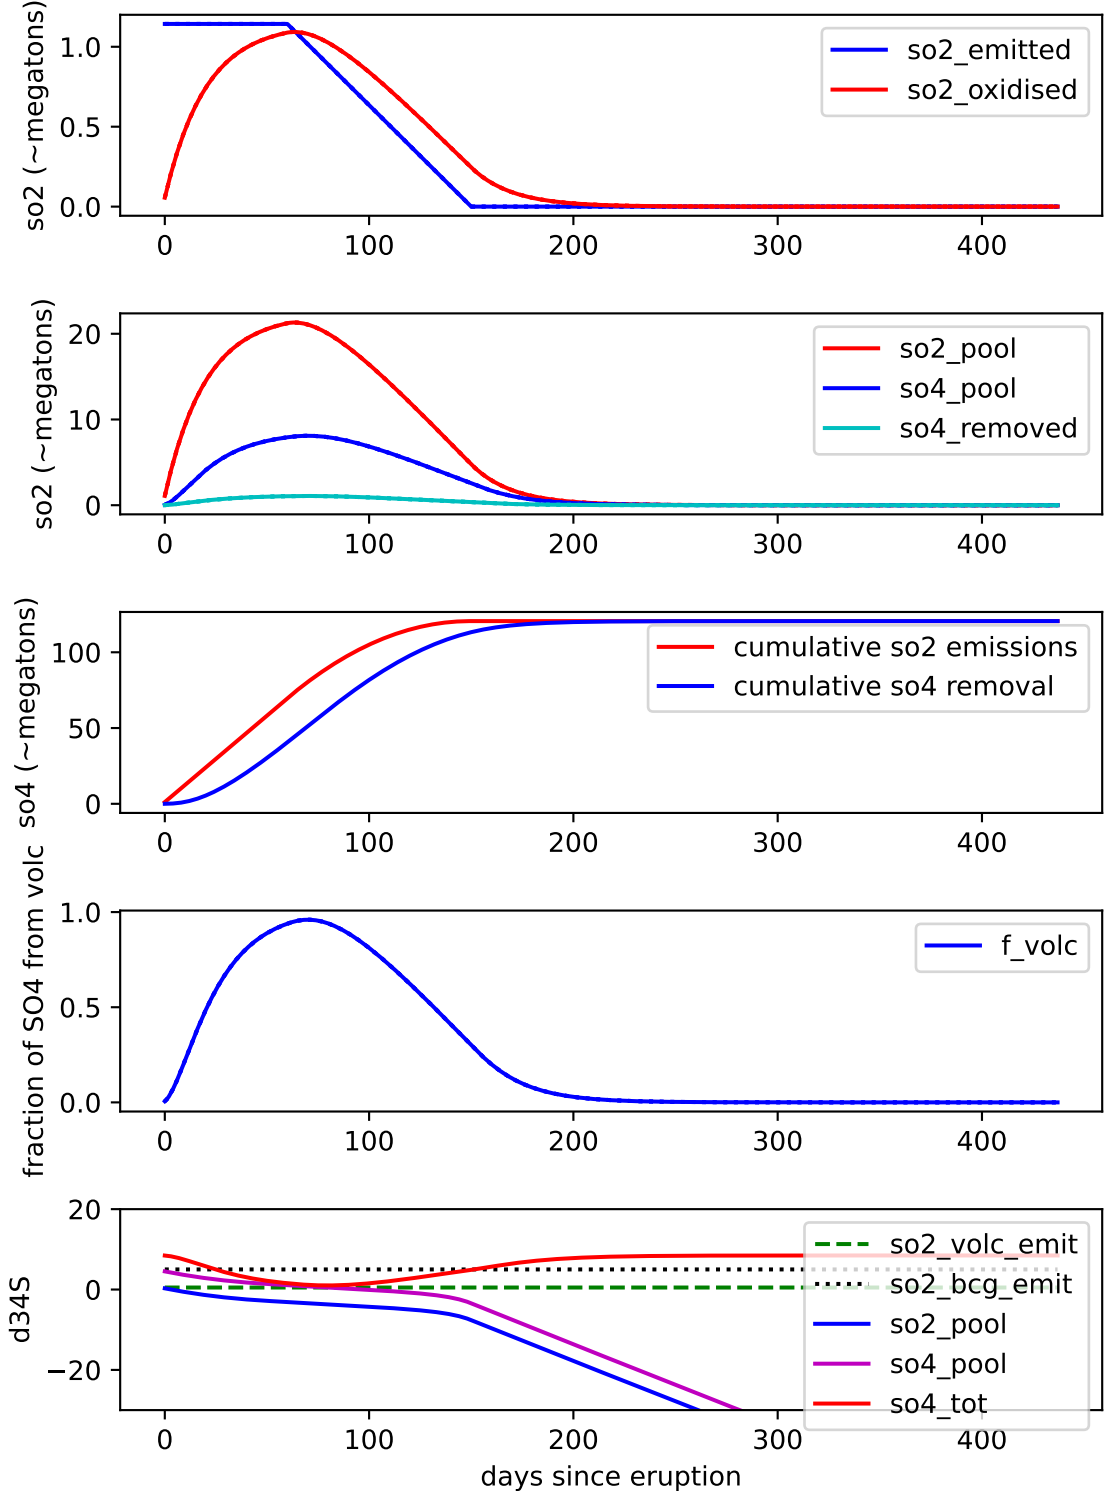 so2 (~megatons)
1.0
0.5
0.0
so2_emitted
so2_oxidised
0 100 200 300 400
so2 (~megatons)
20
10
0
so2_pool
so4_pool
so4_removed
0 100 200 300 400
so4 (~megatons)
100
50
0
cumulative so2 emissions
cumulative so4 removal
0 100 200 300 400
fraction of SO4 from volc
1.0
0.5
0.0
f_volc
0 100 200 300 400
d34S
20
0
−20
so2_volc_emit
so2_bcg_emit
so2_pool
so4_pool
so4_tot
0 100 200 300 400
days since eruption